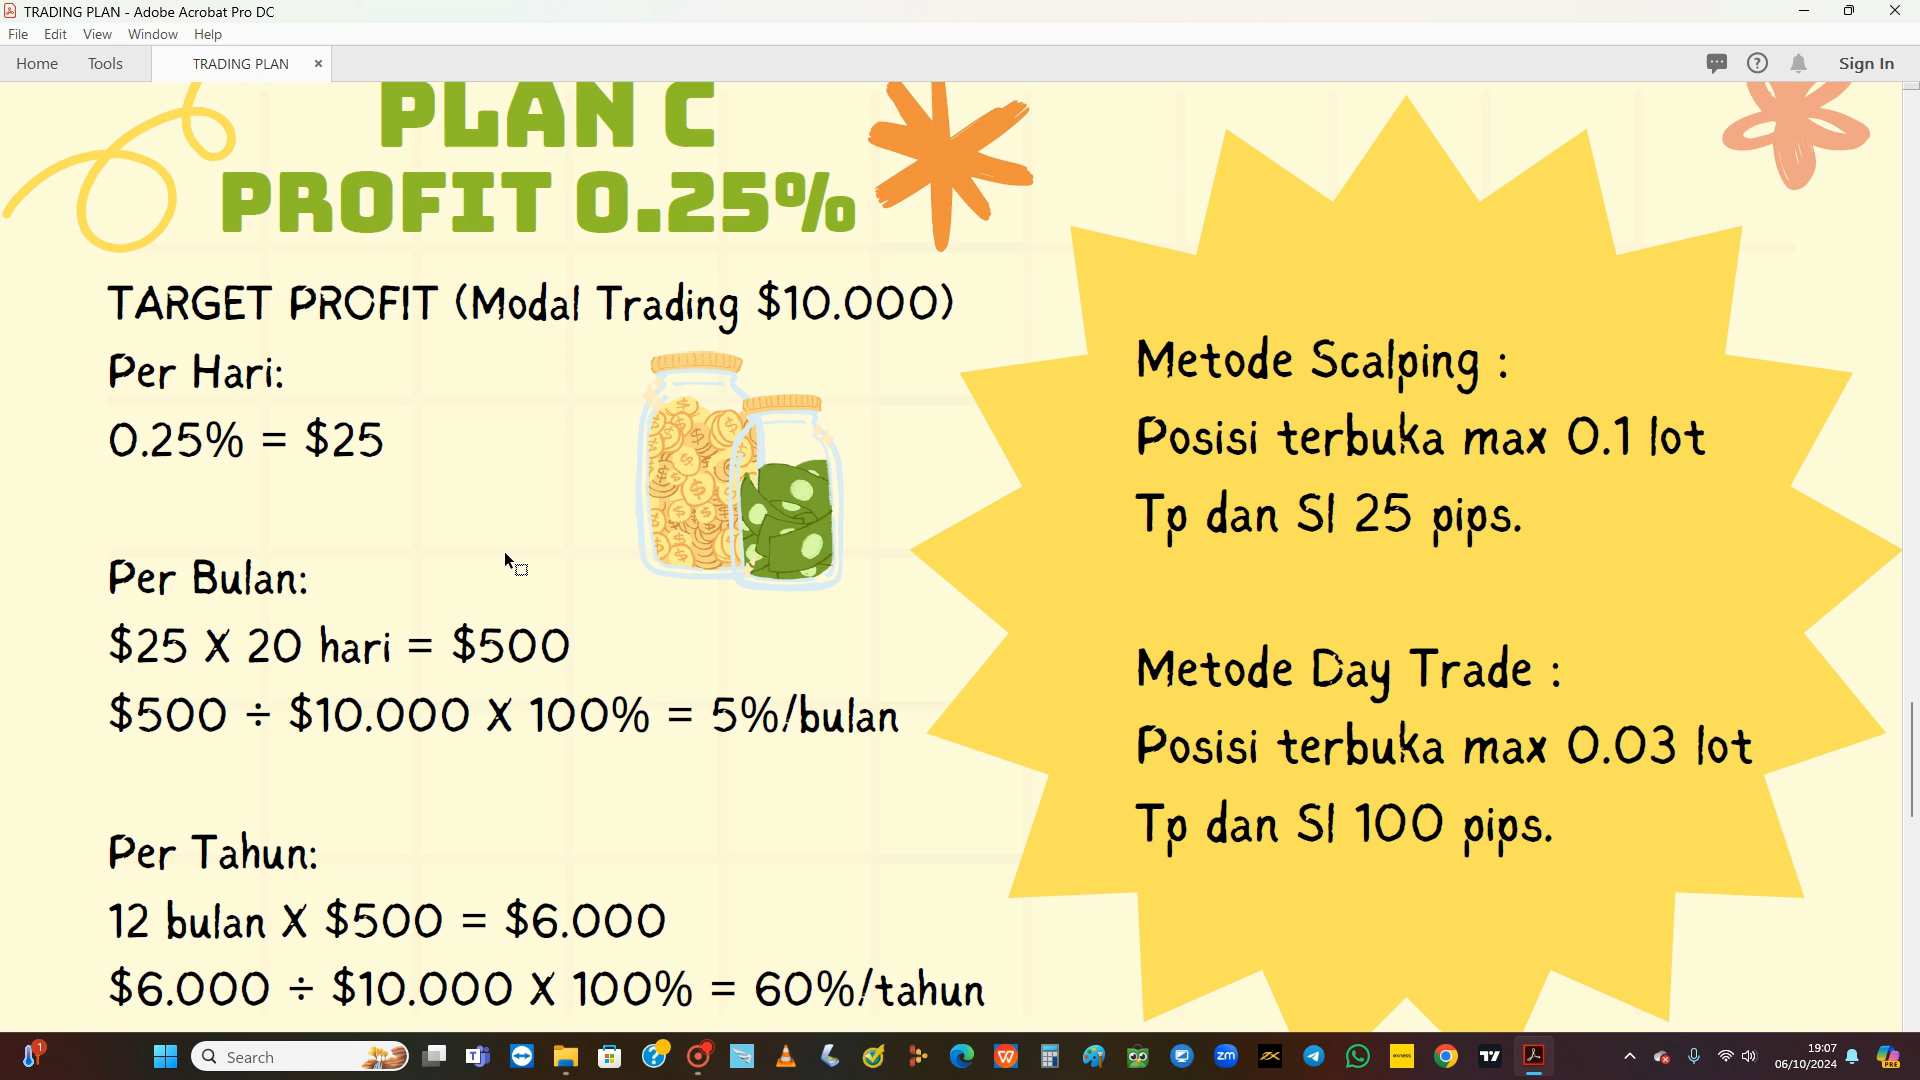 TRADING PLAN - Adobe Acrobat Pro DC
File Edit View Window Help
Home Tools TRADING PLAN × Sign In
PLAN C
PROFIT 0.25%
TARGET PROFIT (Modal Trading $10.000)
Per Hari:
0.25% = $25
Per Bulan:
$25 X 20 hari = $500
$500 ÷ $10.000 X 100% = 5%/bulan
Per Tahun:
12 bulan X $500 = $6.000
$6.000 ÷ $10.000 X 100% = 60%/tahun
Metode Scalping :
Posisi terbuka max 0.1 lot
Tp dan Sl 25 pips.
Metode Day Trade :
Posisi terbuka max 0.03 lot
Tp dan Sl 100 pips.
1
Search
zm
exness
19:07
06/10/2024
PRE